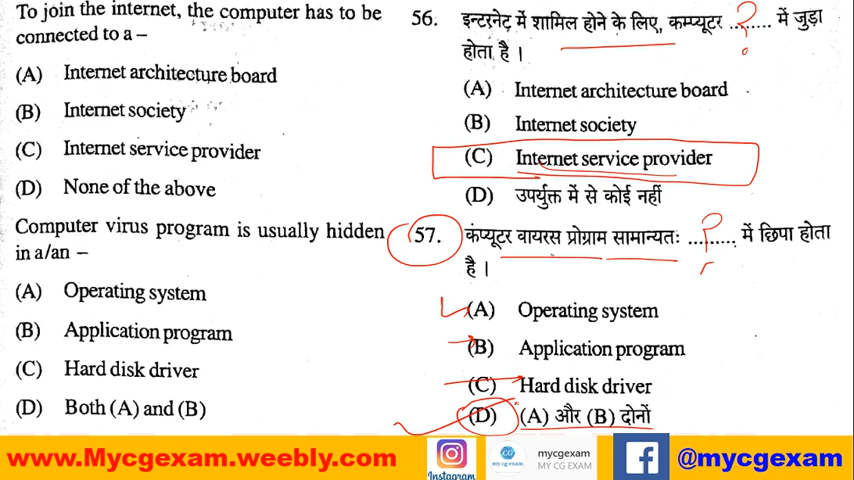 To join the internet, the computer has to be
connected to a –
(A) Internet architecture board
(B) Internet society
(C) Internet service provider
(D) None of the above
Computer virus program is usually hidden
in a/an –
(A) Operating system
(B) Application program
(C) Hard disk driver
(D) Both (A) and (B)
56. इन्टरनेट में शामिल होने के लिए, कम्प्यूटर ........ में जुड़ा
होता है ।
(A) Internet architecture board
(B) Internet society
(C) Internet service provider
(D) उपर्युक्त में से कोई नहीं
57. कंप्यूटर वायरस प्रोग्राम सामान्यतः ......... में छिपा होता
है ।
(A) Operating system
(B) Application program
(C) Hard disk driver
(D) (A) और (B) दोनों
www.Mycgexam.weebly.com
Instagram
my cg exam
mycgexam
MY CG EXAM
@mycgexam